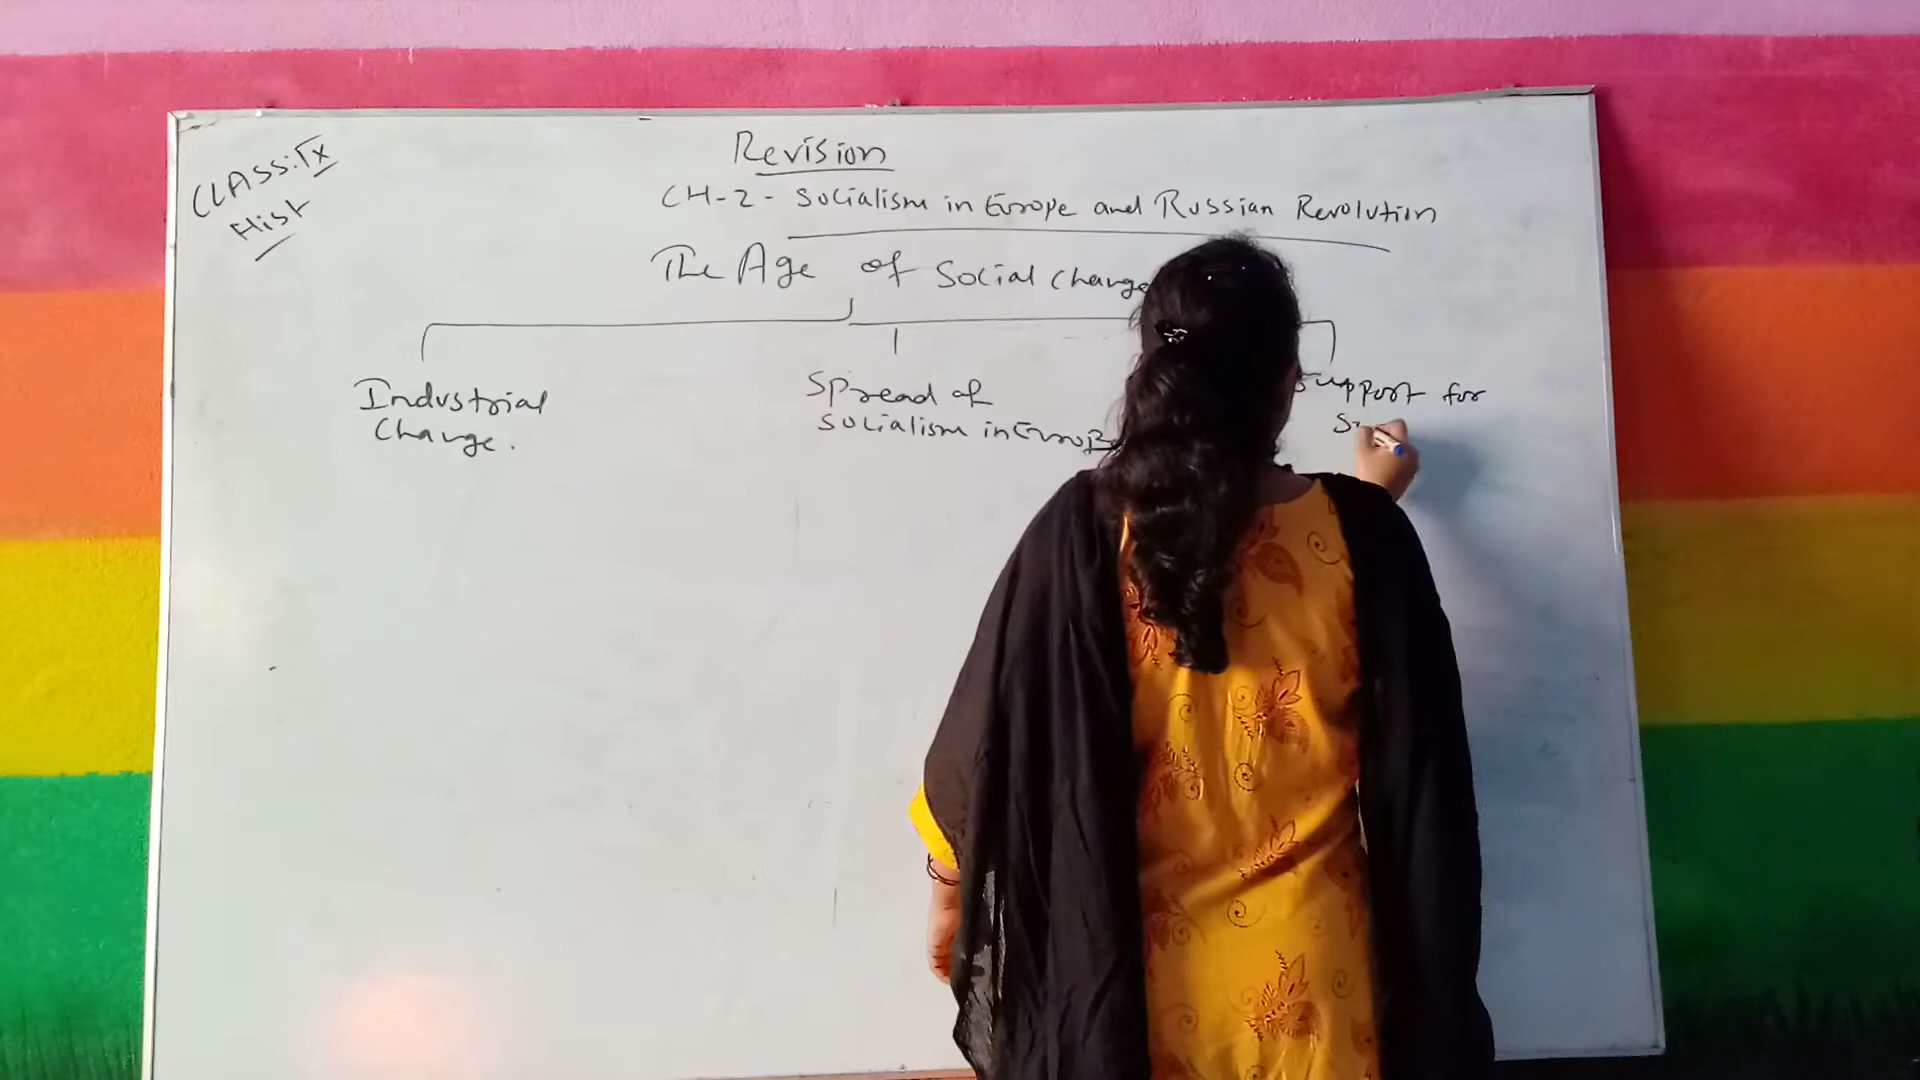 CLASS: IX
Hist
Revision
CH-2- Socialism in Europe and Russian Revolution
The Age of Social Change
Industrial
Change.
Spread of
Socialism in Europe
Support for